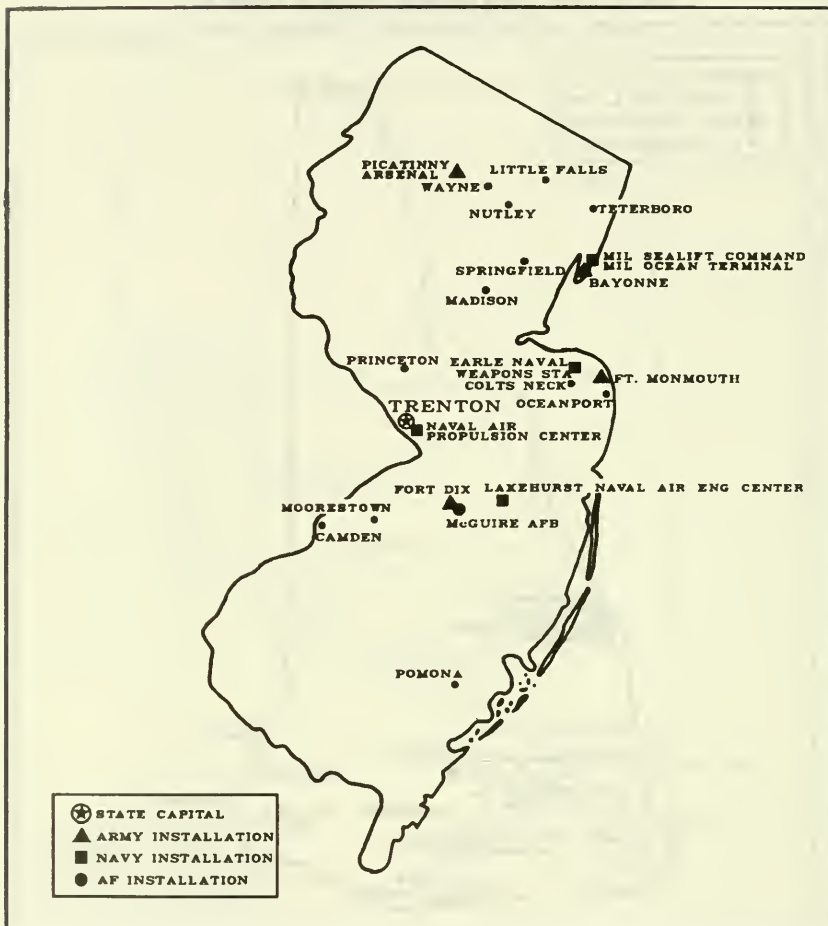 PICATINNY
ARSENAL
LITTLE FALLS
WAYNE
NUTLEY
TETERBORO
MIL SEALIFT COMMAND
MIL OCEAN TERMINAL
SPRINGFIELD
BAYONNE
MADISON
PRINCETON
EARLE NAVAL
WEAPONS STA
COLTS NECK
FT. MONMOUTH
OCEANPORT
TRENTON
NAVAL AIR
PROPULSION CENTER
FORT DIX
LAKEHURST NAVAL AIR ENG CENTER
MOORESTOWN
McGUIRE AFB
CAMDEN
POMONA
STATE CAPITAL
ARMY INSTALLATION
NAVY INSTALLATION
AF INSTALLATION